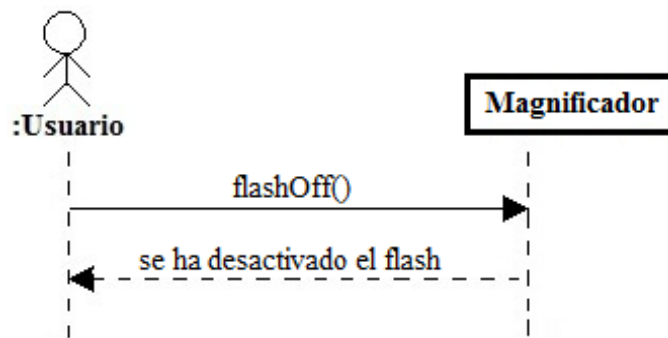 :Usuario
Magnificador
flashOff()
se ha desactivado el flash